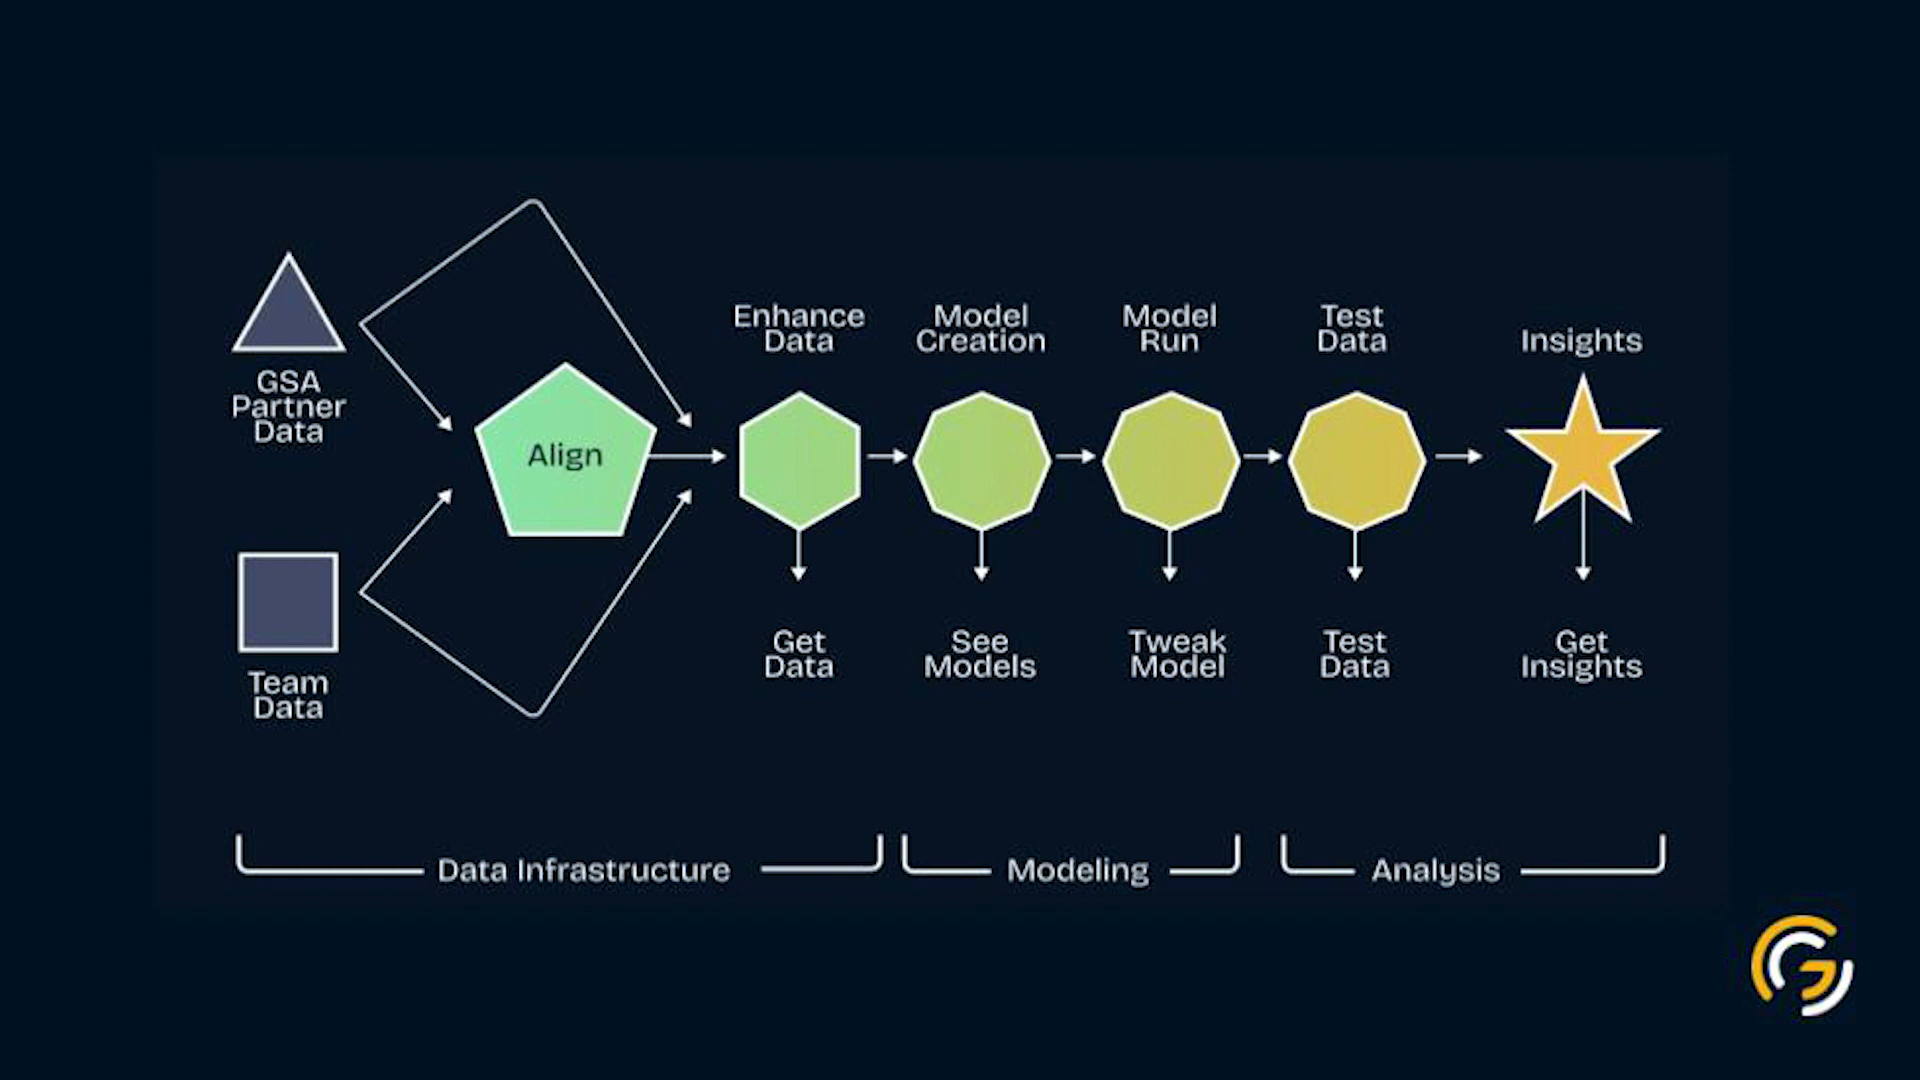 GSA
Partner
Data
Team
Data
Align
Enhance
Data
Model
Creation
Model
Run
Test
Data
Insights
Get
Data
See
Models
Tweak
Model
Test
Data
Get
Insights
Data Infrastructure
Modeling
Analysis